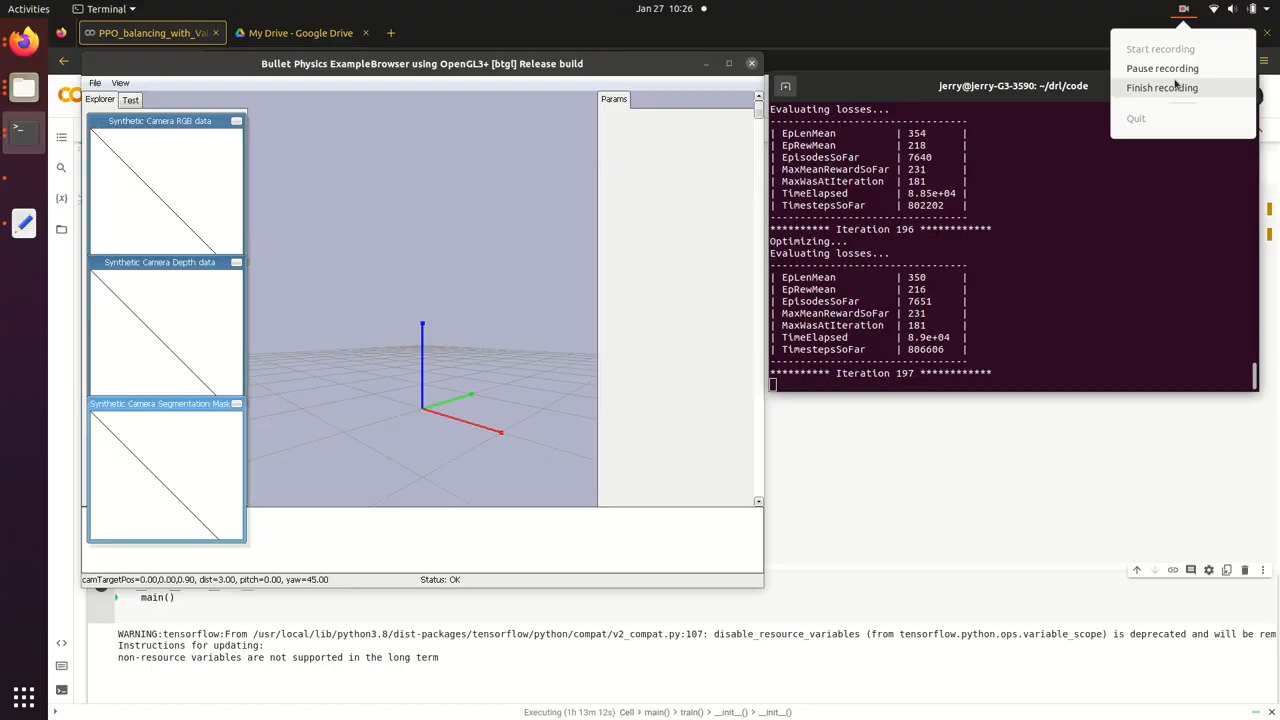 Activities
Terminal
Jan 27 10:26
PPO_balancing_with_Val
My Drive - Google Drive
Bullet Physics ExampleBrowser using OpenGL3+ [btgl] Release build
File View
Explorer Test
Synthetic Camera RGB data
Synthetic Camera Depth data
Synthetic Camera Segmentation Mask
Params
camTargetPos=0.00,0.00,0.90, dist=3.00, pitch=0.00, yaw=45.00
Status: OK
jerry@jerry-G3-3590: ~/drl/code
Evaluating losses...
-------------------------------
| EpLenMean | 354 |
| EpRewMean | 218 |
| EpisodesSoFar | 7640 |
| MaxMeanRewardSoFar | 231 |
| MaxWasAtIteration | 181 |
| TimeElapsed | 8.85e+04 |
| TimestepsSoFar | 802202 |
-------------------------------
********** Iteration 196 ************
Optimizing...
Evaluating losses...
-------------------------------
| EpLenMean | 350 |
| EpRewMean | 216 |
| EpisodesSoFar | 7651 |
| MaxMeanRewardSoFar | 231 |
| MaxWasAtIteration | 181 |
| TimeElapsed | 8.9e+04 |
| TimestepsSoFar | 806606 |
-------------------------------
********** Iteration 197 ************
Start recording
Pause recording
Finish recording
Quit
main()
WARNING:tensorflow:From /usr/local/lib/python3.8/dist-packages/tensorflow/python/compat/v2_compat.py:107: disable_resource_variables (from tensorflow.python.ops.variable_scope) is deprecated and will be rem
Instructions for updating:
non-resource variables are not supported in the long term
Executing (1h 13m 12s) Cell > main() > train() > __init__() > __init__()